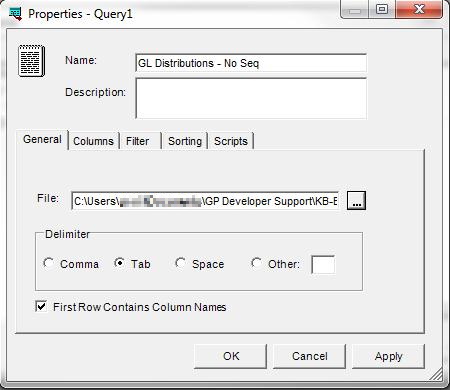 Properties - Query1
Name: GL Distributions - No Seq
Description:
General Columns Filter Sorting Scripts
File: C:\Users\ \GP Developer Support\KB-E ...
Delimiter
Comma Tab Space Other:
First Row Contains Column Names
OK Cancel Apply